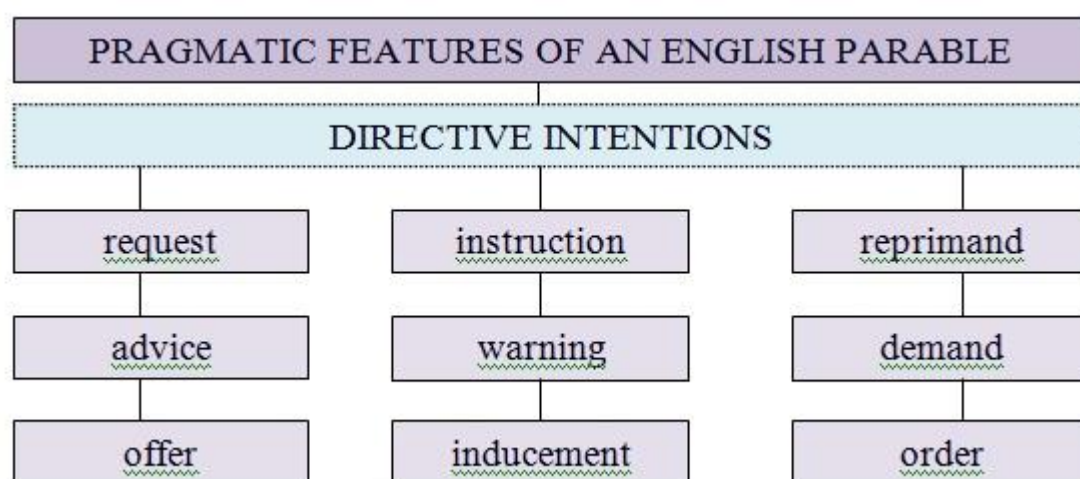 PRAGMATIC FEATURES OF AN ENGLISH PARABLE
DIRECTIVE INTENTIONS
request
instruction
reprimand
advice
warning
demand
offer
inducement
order